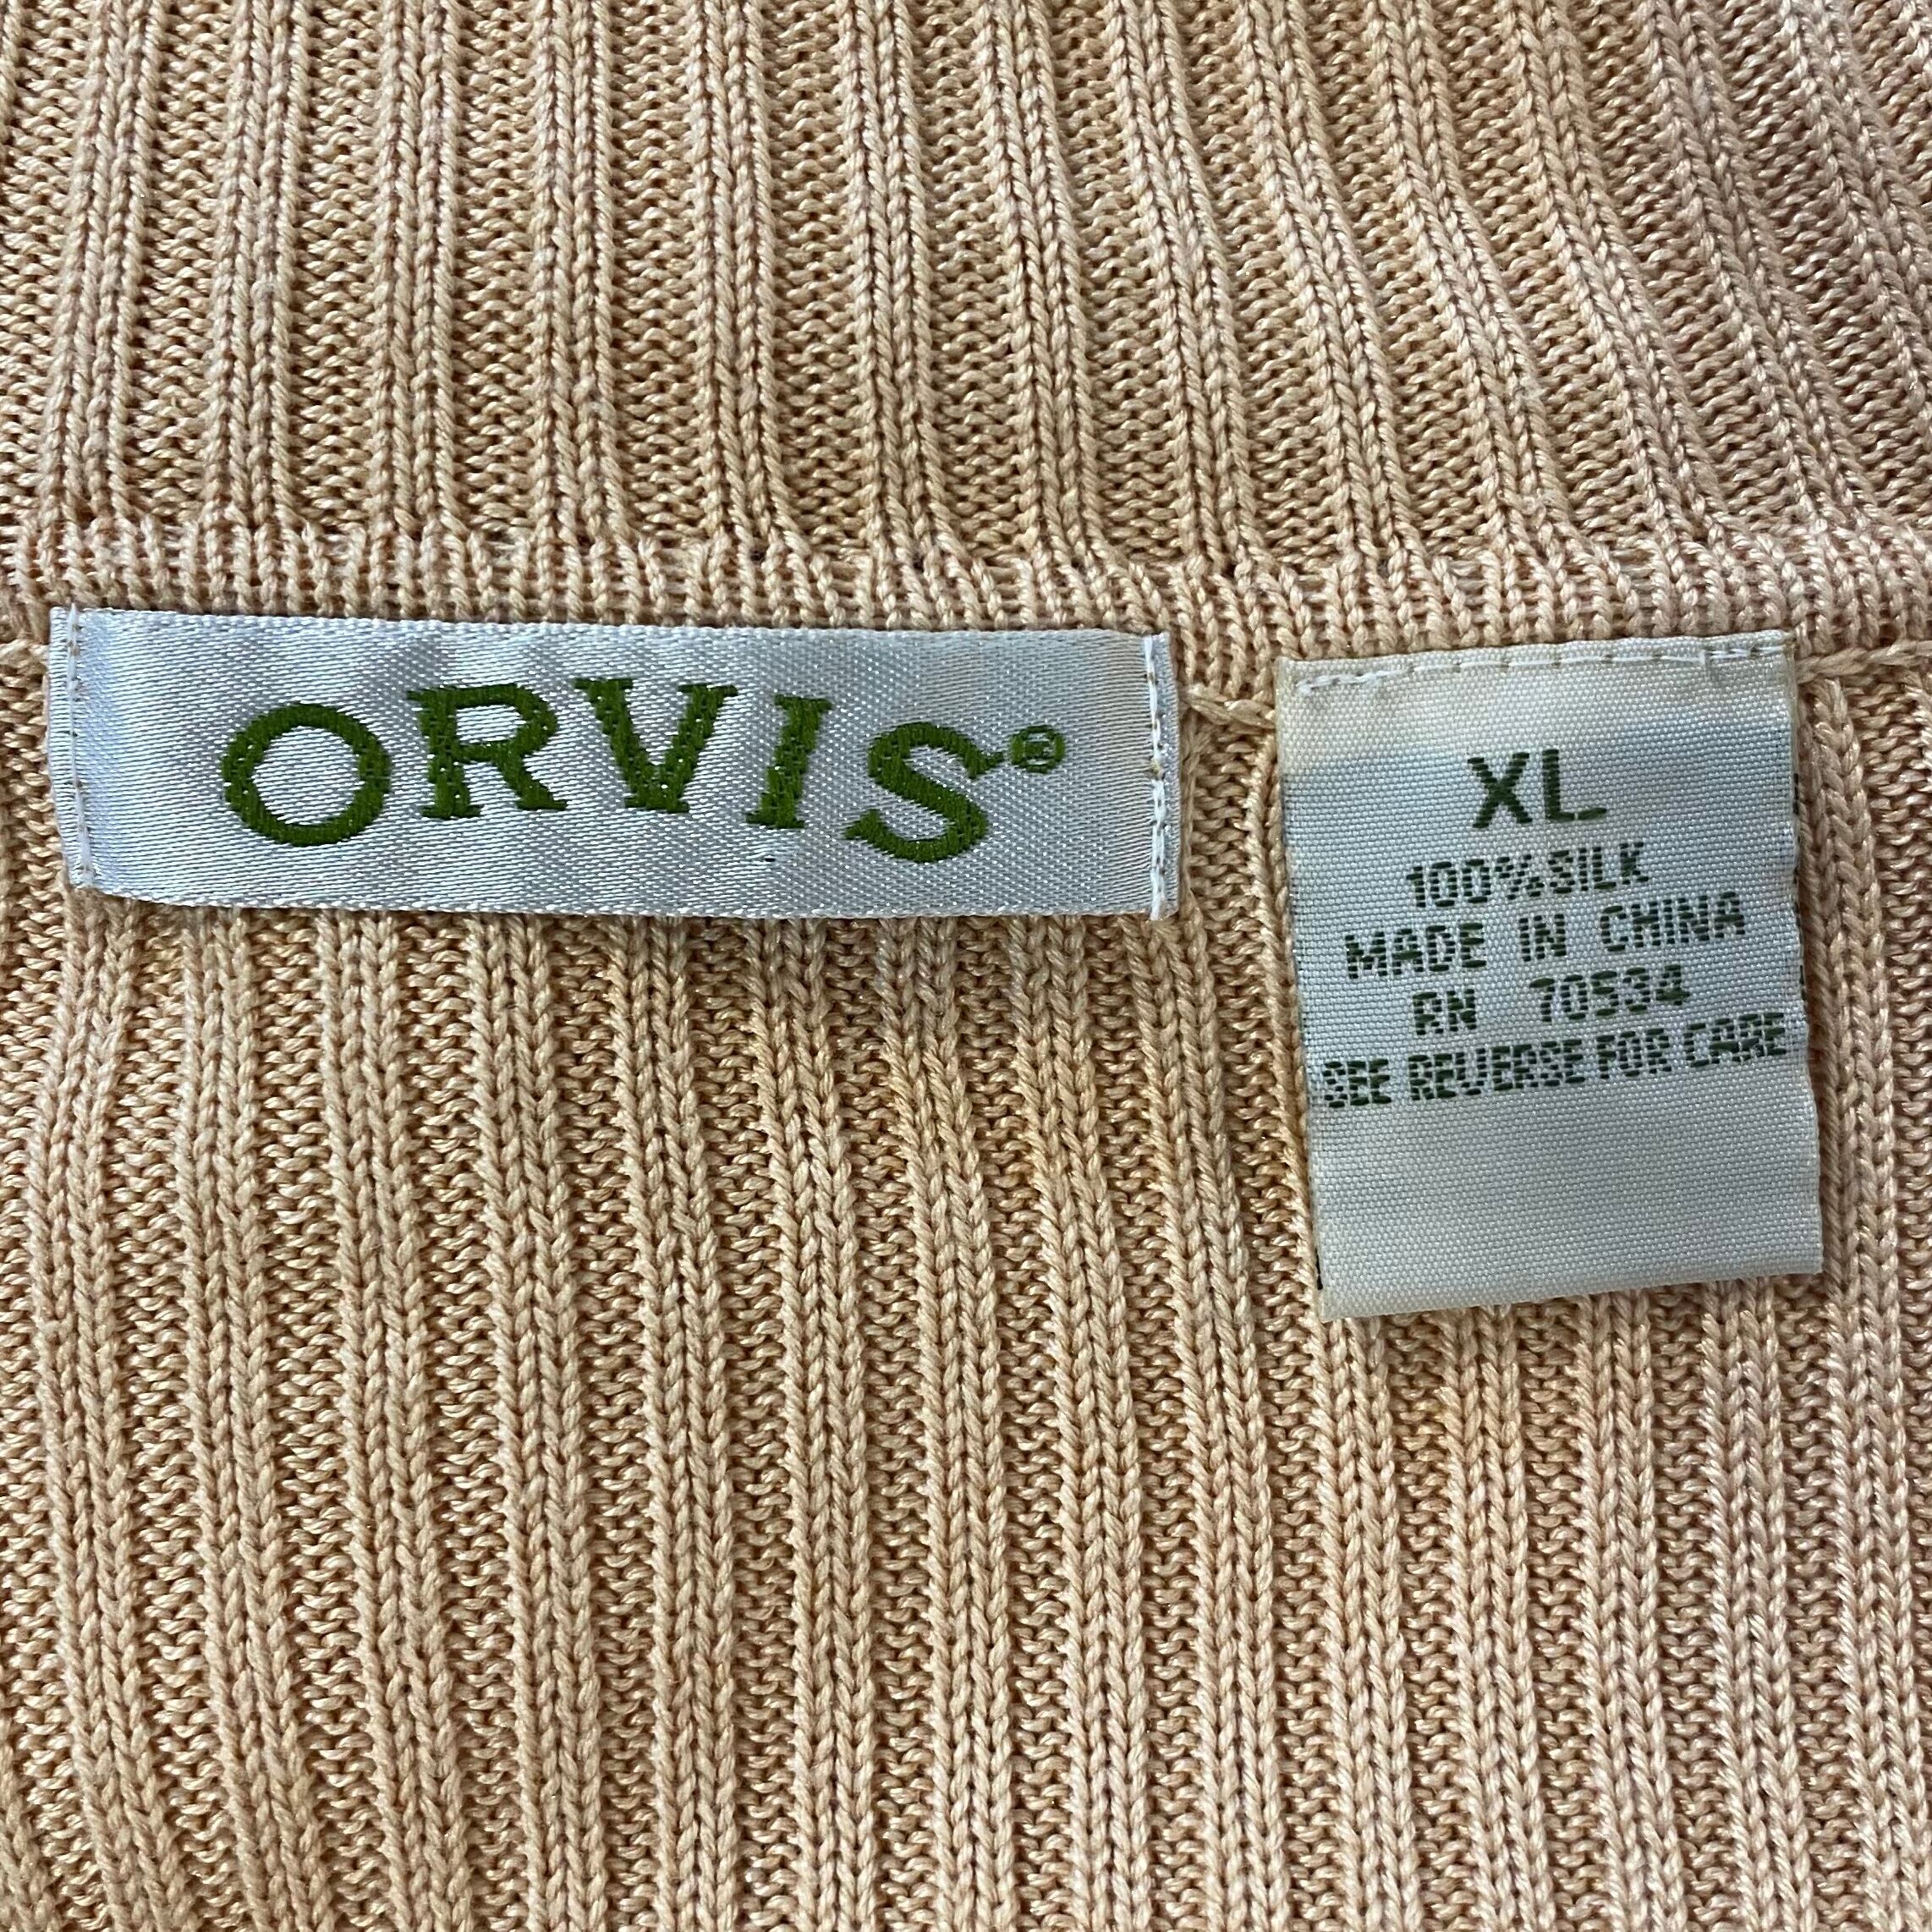 ORVIS®
XL
100%SILK
MADE IN CHINA
RN 70534
SEE REVERSE FOR CARE